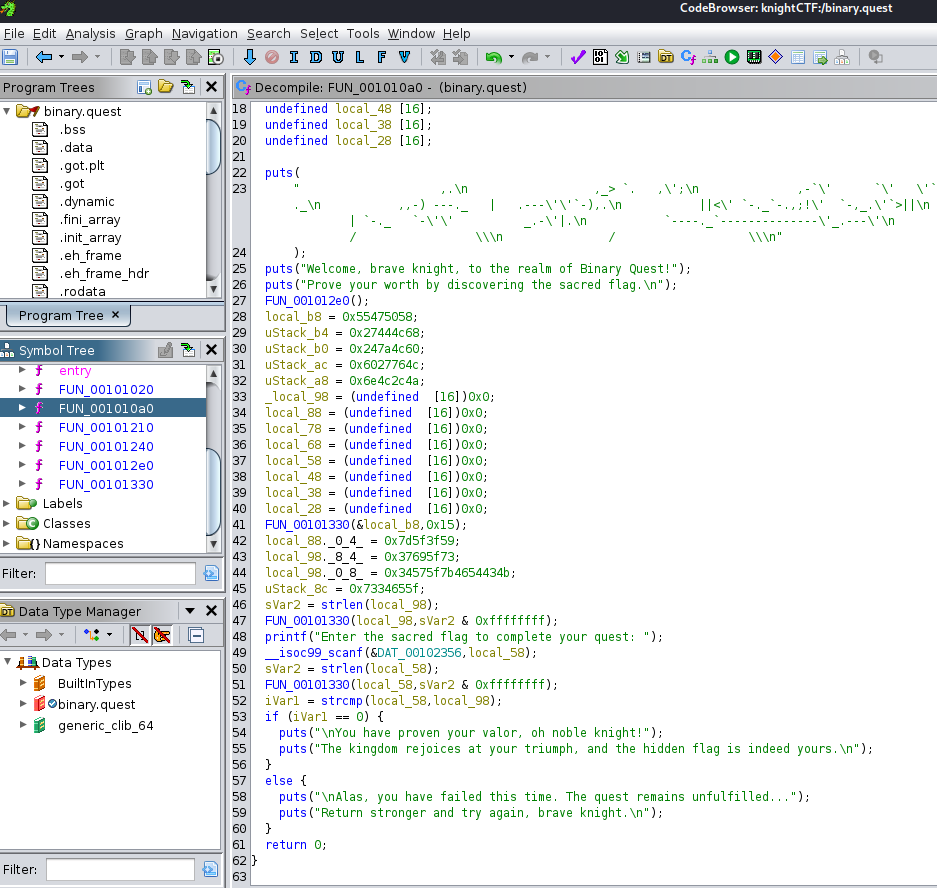 CodeBrowser: knightCTF:/binary.quest
File Edit Analysis Graph Navigation Search Select Tools Window Help
I D U L F V
Program Trees
binary.quest
.bss
.data
.got.plt
.got
.dynamic
.fini_array
.init_array
.eh_frame
.eh_frame_hdr
.rodata
Program Tree ×
Symbol Tree
f entry
f FUN_00101020
f FUN_001010a0
f FUN_00101210
f FUN_00101240
f FUN_001012e0
f FUN_00101330
Labels
Classes
Namespaces
Filter:
Data Type Manager
Data Types
BuiltInTypes
binary.quest
generic_clib_64
Filter:
Decompile: FUN_001010a0 - (binary.quest)
18 undefined local_48 [16];
19 undefined local_38 [16];
20 undefined local_28 [16];
21
22 puts(
23 " ,.\n ,_> `. ,\';\n ,-`\' `\' \'`
._\n ,,-) ---._ | .---\'\'`-),.\n ||<\' `-._`-.,;!\' `-,_.\'`>||\n
| `-._ `-\'\' _.-\'|.\n `----._`-------------\'_.---\'\n
/ \\\n / \\\n"
24 );
25 puts("Welcome, brave knight, to the realm of Binary Quest!");
26 puts("Prove your worth by discovering the sacred flag.\n");
27 FUN_001012e0();
28 local_b8 = 0x55475058;
29 uStack_b4 = 0x27444c68;
30 uStack_b0 = 0x247a4c60;
31 uStack_ac = 0x6027764c;
32 uStack_a8 = 0x6e4c2c4a;
33 _local_98 = (undefined [16])0x0;
34 local_88 = (undefined [16])0x0;
35 local_78 = (undefined [16])0x0;
36 local_68 = (undefined [16])0x0;
37 local_58 = (undefined [16])0x0;
38 local_48 = (undefined [16])0x0;
39 local_38 = (undefined [16])0x0;
40 local_28 = (undefined [16])0x0;
41 FUN_00101330(&local_b8,0x15);
42 local_88._0_4_ = 0x7d5f3f59;
43 local_98._8_4_ = 0x37695f73;
44 local_98._0_8_ = 0x34575f7b4654434b;
45 uStack_8c = 0x7334655f;
46 sVar2 = strlen(local_98);
47 FUN_00101330(local_98,sVar2 & 0xffffffff);
48 printf("Enter the sacred flag to complete your quest: ");
49 __isoc99_scanf(&DAT_00102356,local_58);
50 sVar2 = strlen(local_58);
51 FUN_00101330(local_58,sVar2 & 0xffffffff);
52 iVar1 = strcmp(local_58,local_98);
53 if (iVar1 == 0) {
54 puts("\nYou have proven your valor, oh noble knight!");
55 puts("The kingdom rejoices at your triumph, and the hidden flag is indeed yours.\n");
56 }
57 else {
58 puts("\nAlas, you have failed this time. The quest remains unfulfilled...");
59 puts("Return stronger and try again, brave knight.\n");
60 }
61 return 0;
62 }
63